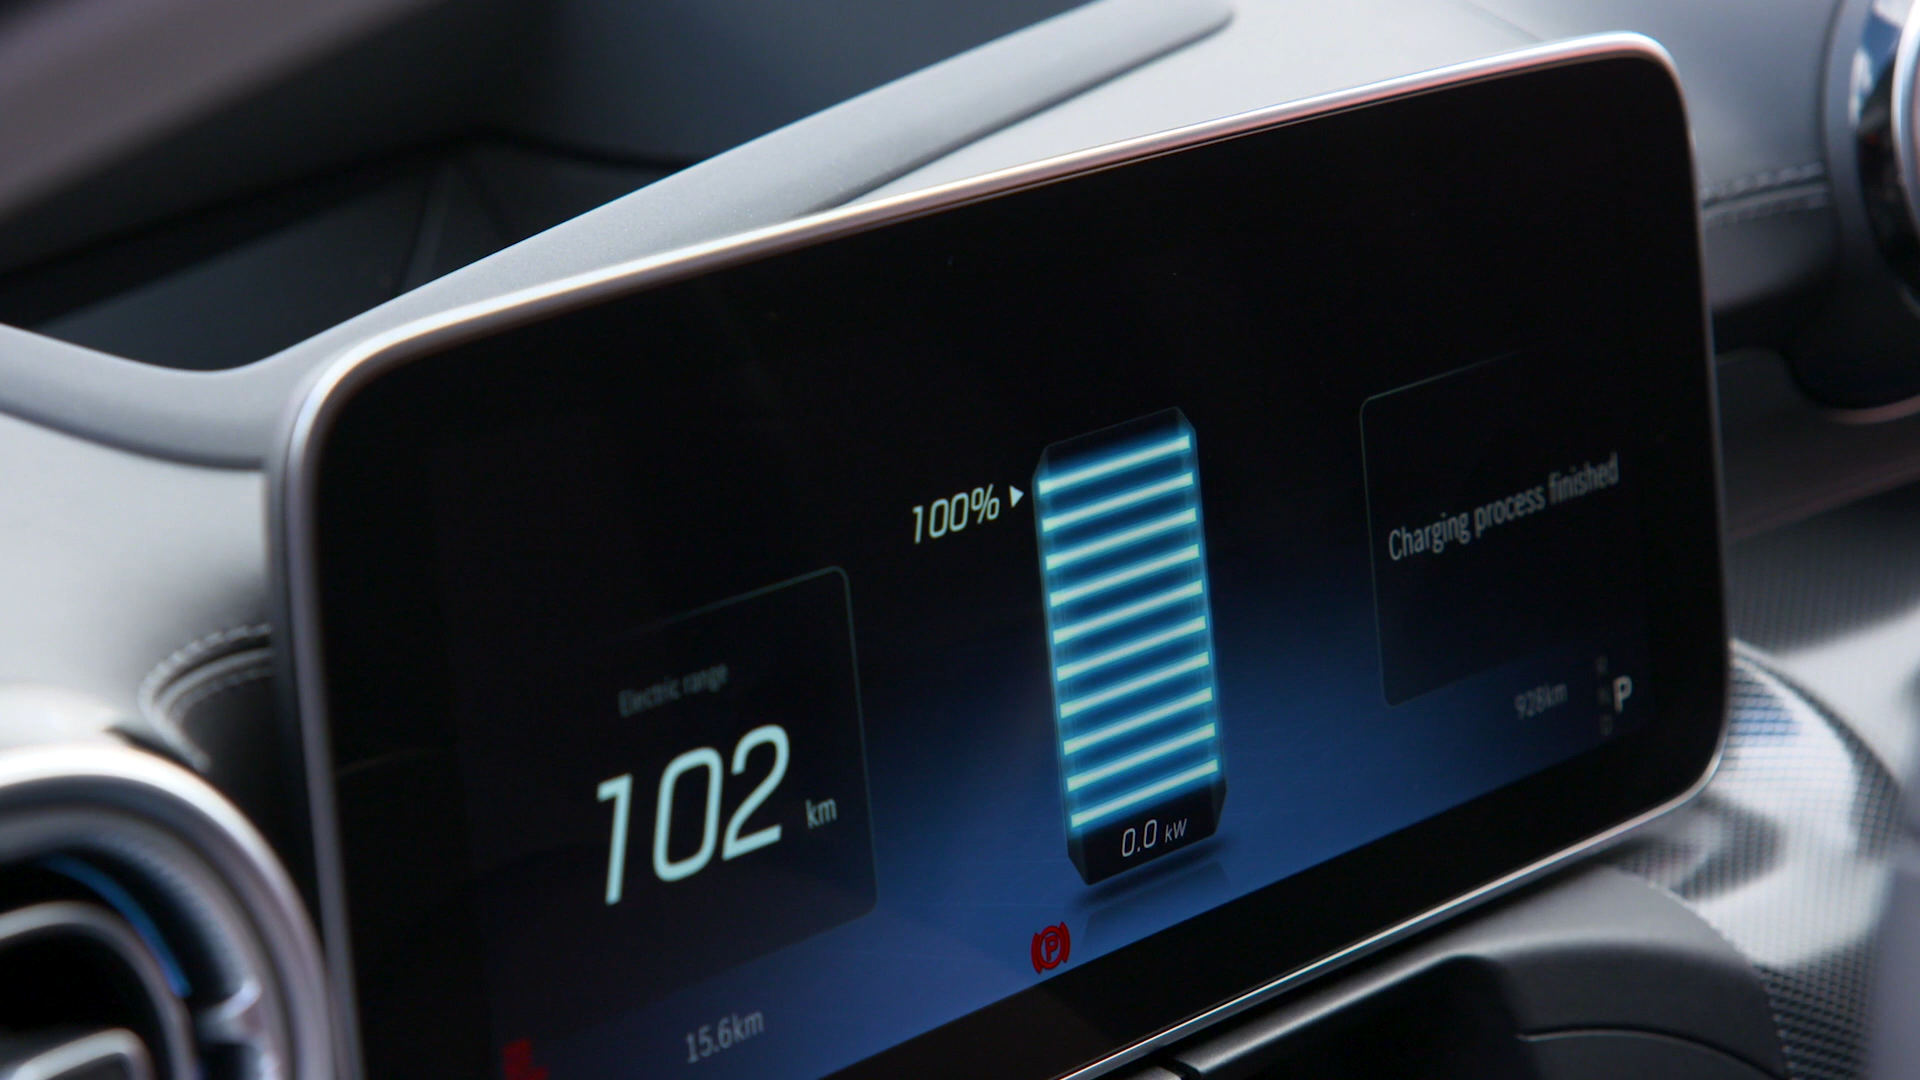 100%
Charging process finished
Electric range
102 km
928km
P
0.0 kW
P
15.6km